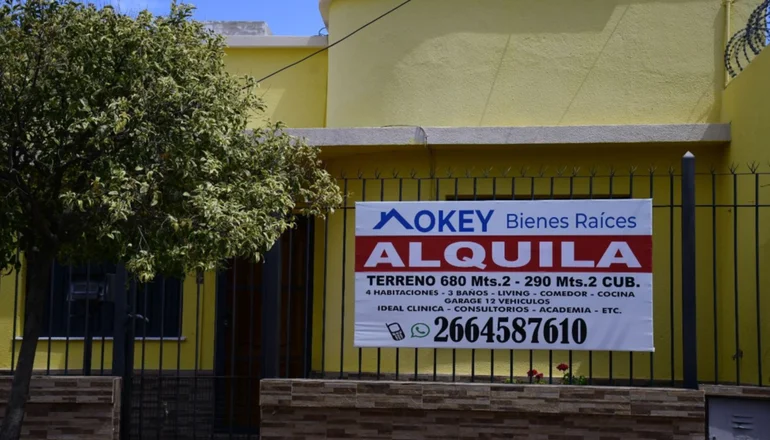 OKEY Bienes Raíces
ALQUILA
TERRENO 680 Mts.2 - 290 Mts.2 CUB.
4 HABITACIONES - 3 BAÑOS - LIVING - COMEDOR - COCINA
GARAGE 12 VEHICULOS
IDEAL CLINICA - CONSULTORIOS - ACADEMIA - ETC.
2664587610